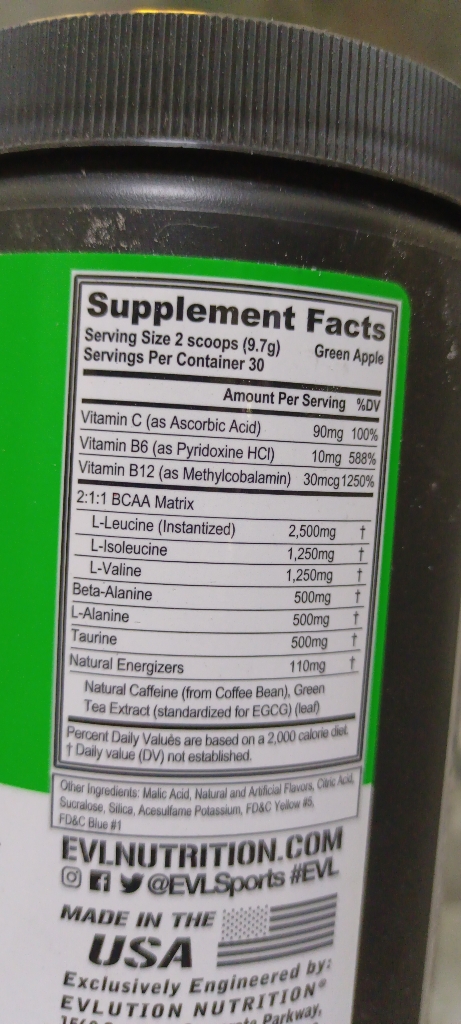 Supplement Facts
Serving Size 2 scoops (9.7g) Green Apple
Servings Per Container 30
Amount Per Serving %DV
Vitamin C (as Ascorbic Acid) 90mg 100%
Vitamin B6 (as Pyridoxine HCl) 10mg 588%
Vitamin B12 (as Methylcobalamin) 30mcg 1250%
2:1:1 BCAA Matrix
L-Leucine (Instantized) 2,500mg †
L-Isoleucine 1,250mg †
L-Valine 1,250mg †
Beta-Alanine 500mg †
L-Alanine 500mg †
Taurine 500mg †
Natural Energizers 110mg †
Natural Caffeine (from Coffee Bean), Green
Tea Extract (standardized for EGCG) (leaf)
Percent Daily Values are based on a 2,000 calorie diet.
† Daily value (DV) not established.
Other Ingredients: Malic Acid, Natural and Artificial Flavors, Citric Acid,
Sucralose, Silica, Acesulfame Potassium, FD&C Yellow #5,
FD&C Blue #1
EVLNUTRITION.COM
@EVLSports #EVL
MADE IN THE
USA
Exclusively Engineered by:
EVLUTION NUTRITION®
Parkway,